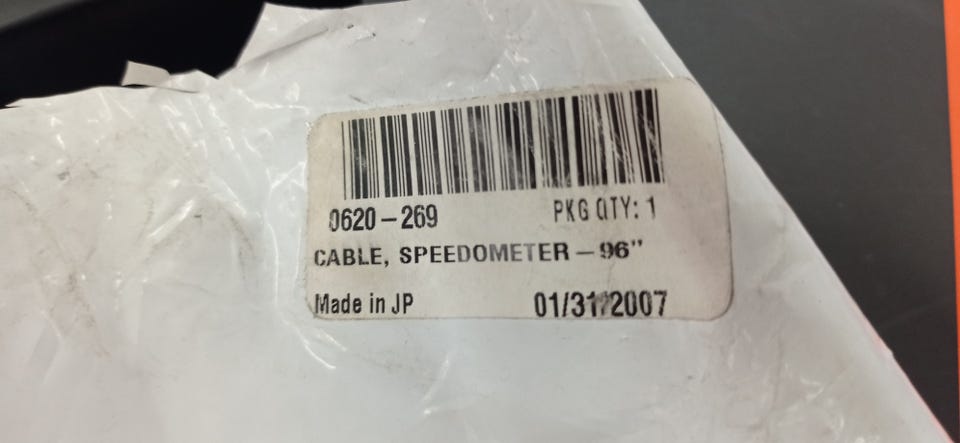 0620-269 PKG QTY: 1
CABLE, SPEEDOMETER - 96"
Made in JP 01/31/2007